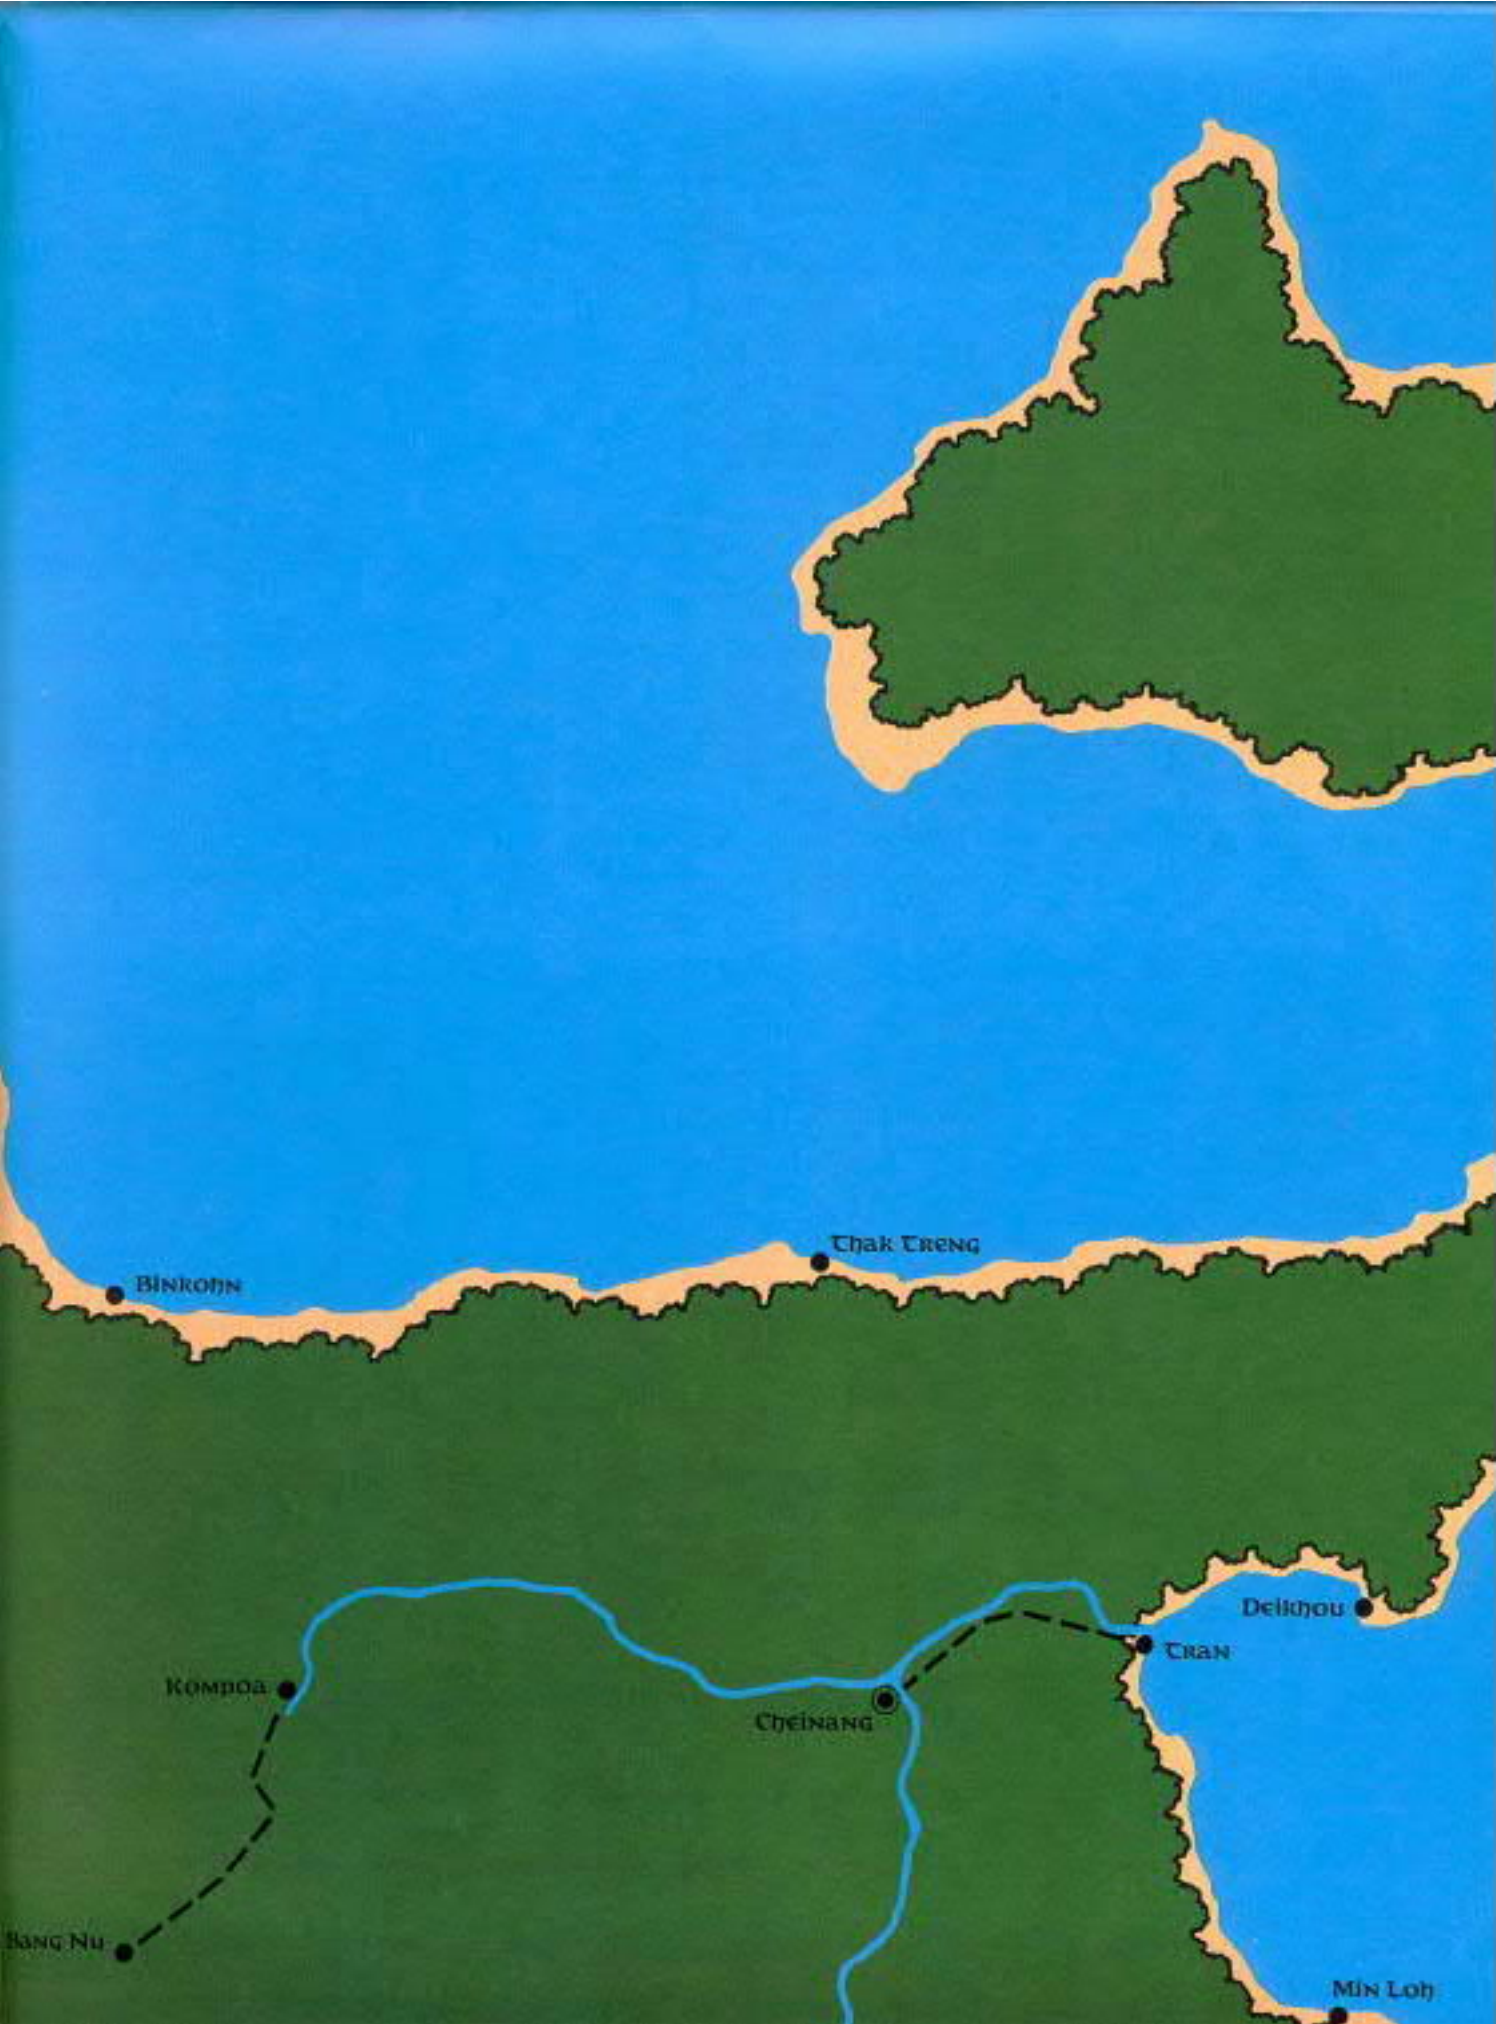 Thak Treng
Binkohn
Deikhou
Tran
Kompoa
Cheinang
Bang Nu
Min Loh